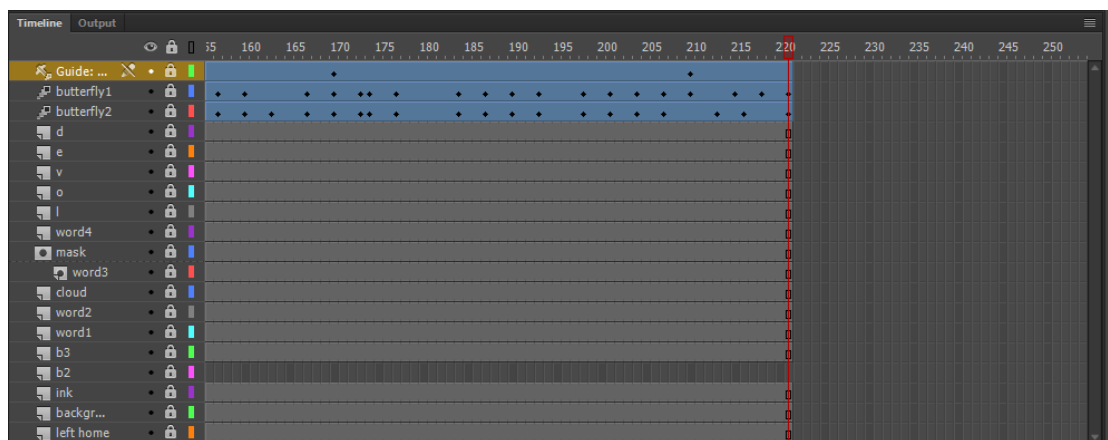 Timeline Output
55 160 165 170 175 180 185 190 195 200 205 210 215 220 225 230 235 240 245 250
Guide: ...
butterfly1
butterfly2
d
e
v
o
l
word4
mask
word3
cloud
word2
word1
b3
b2
ink
backgr...
left home